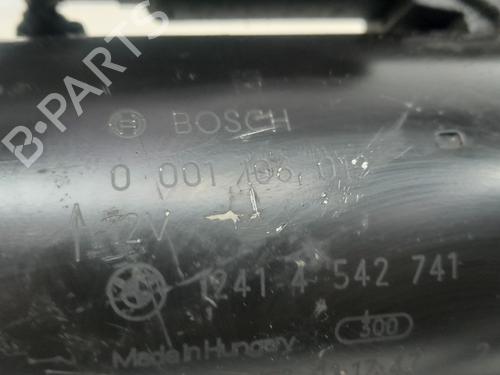 B-PARTS
BOSCH
0 001 108
12V
1241 4 542 741
Made in Hungary 300